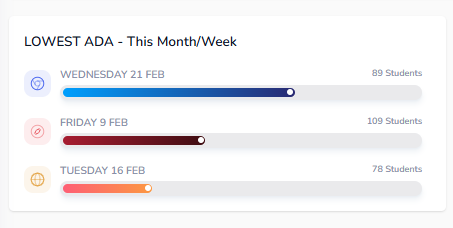 LOWEST ADA - This Month/Week
WEDNESDAY 21 FEB 89 Students
FRIDAY 9 FEB 109 Students
TUESDAY 16 FEB 78 Students